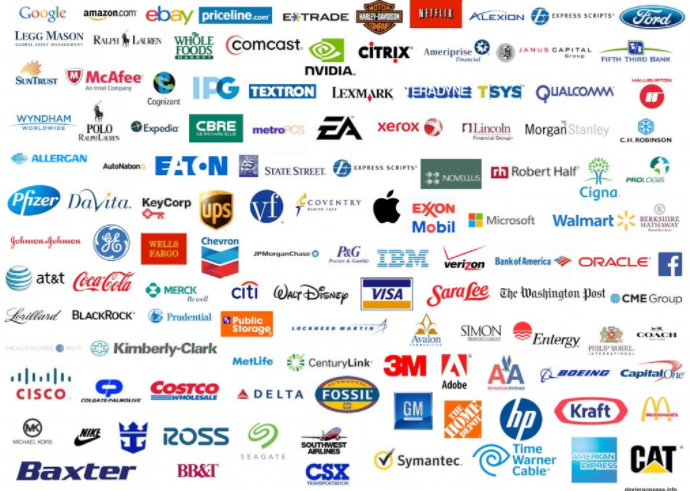 Google amazon.com ebay priceline.com E*TRADE MOTOR HARLEY-DAVIDSON COMPANY NETFLIX ALEXION EXPRESS SCRIPTS® Ford
LEGG MASON GLOBAL ASSET MANAGEMENT RALPH LAUREN WHOLE FOODS MARKET Comcast NVIDIA. CITRIX Ameriprise Financial JANUS CAPITAL Group FIFTH THIRD BANK
SUNTRUST McAfee An Intel Company Cognizant IPG TEXTRON LEXMARK TERADYNE TSYS QUALCOMM HALLIBURTON
WYNDHAM WORLDWIDE POLO RALPH LAUREN Expedia CBRE CB RICHARD ELLIS metroPCS. EA xerox Lincoln Financial Group Morgan Stanley C.H. ROBINSON
ALLERGAN AutoNation EATON STATE STREET EXPRESS SCRIPTS® NOVELLUS rh Robert Half Cigna. PROLOGIS
Pfizer DaVita. KeyCorp ups vf COVENTRY Health Care EXXON Mobil Microsoft Walmart BERKSHIRE HATHAWAY
Johnson & Johnson GE WELLS FARGO Chevron JPMorganChase P&G Procter & Gamble IBM verizon Bank of America ORACLE f
at&t Coca-Cola MERCK Be well citi WALT DISNEY VISA Sara Lee The Washington Post CME Group
Lorillard BLACKROCK Prudential Public Storage LOCKHEED MARTIN Avalon SIMON Entergy PHILIP MORRIS INTERNATIONAL COACH
HEALTHCARE REIT Kimberly-Clark MetLife CenturyLink 3M Adobe AA AmericanAirlines BOEING Capital One
CISCO COLGATE-PALMOLIVE COSTCO WHOLESALE DELTA FOSSIL GM THE HOME DEPOT hp Kraft McDonald's
MK MICHAEL KORS NIKE ROSS SEAGATE SOUTHWEST AIRLINES Symantec. Time Warner Cable AMERICAN EXPRESS CAT
Baxter BB&T CSX TRANSPORTATION